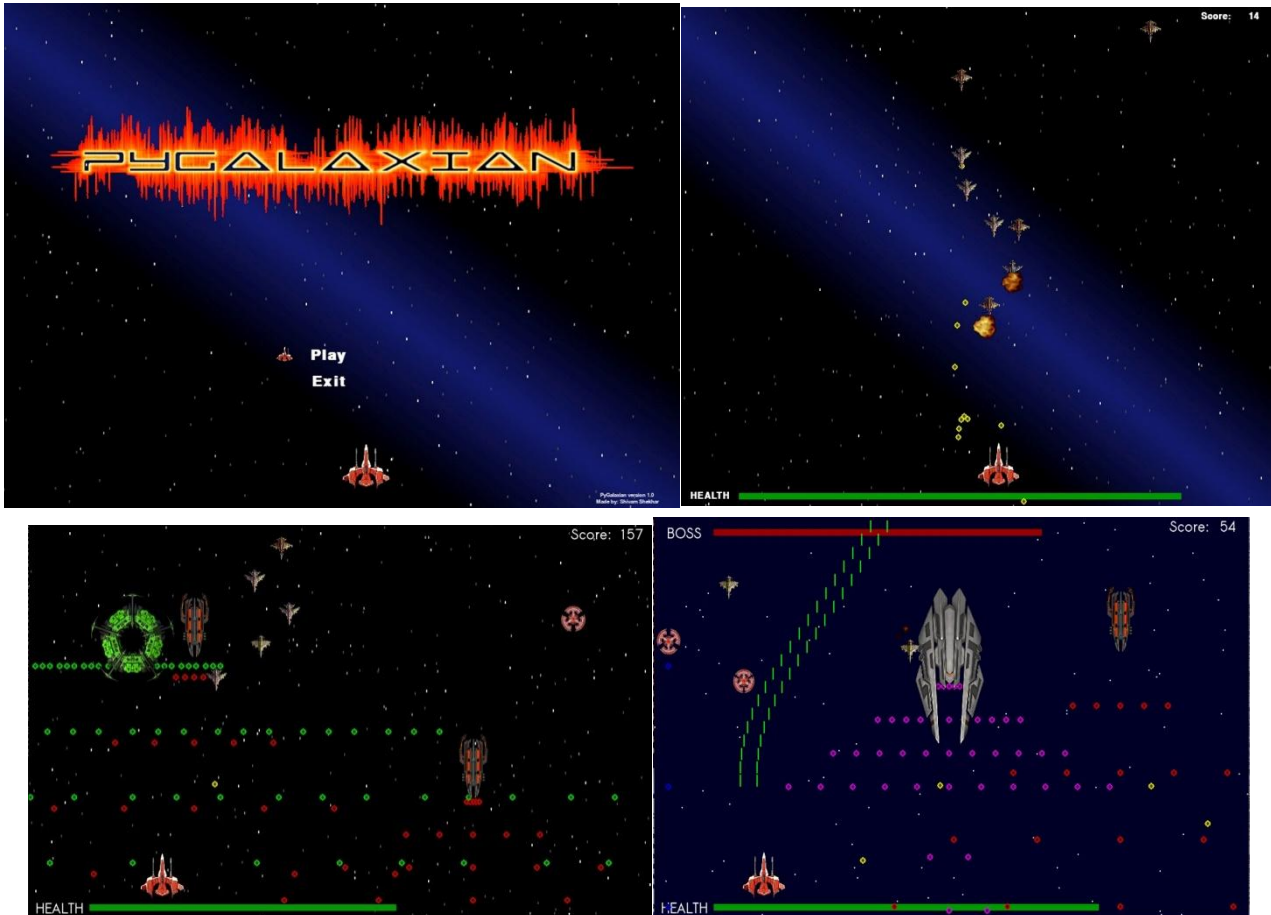 PYGALAXIAN
Play
Exit
PyGalaxian version 1.0
Made by: Shivam Shekhar
Score: 14
HEALTH
Score: 157
HEALTH
BOSS
Score: 54
HEALTH